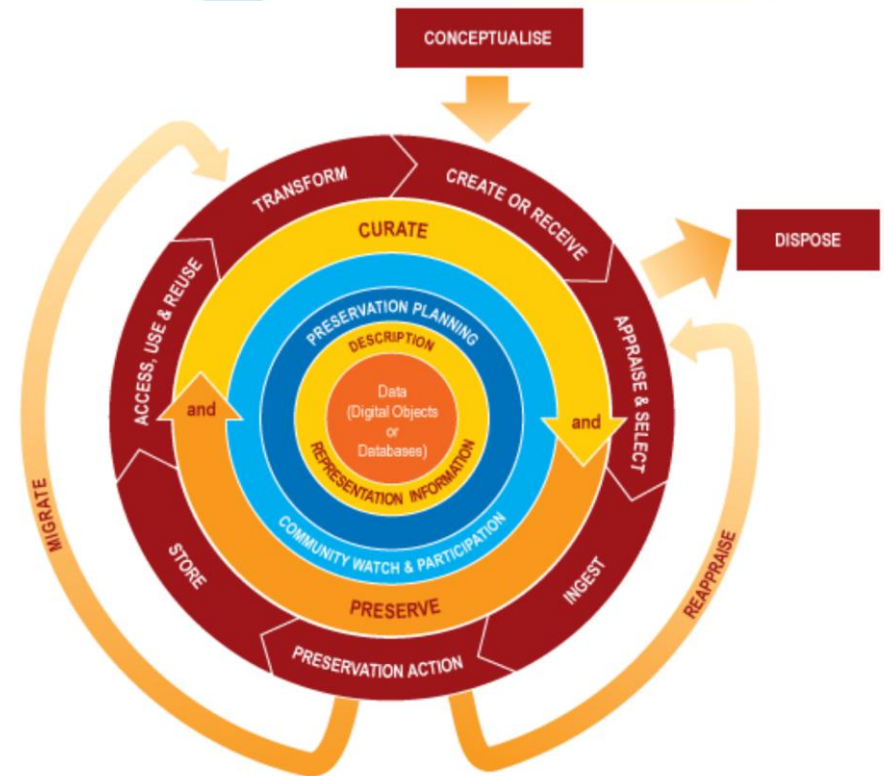 CONCEPTUALISE
TRANSFORM
CREATE OR RECEIVE
DISPOSE
CURATE
ACCESS, USE & REUSE
APPRAISE & SELECT
PRESERVATION PLANNING
DESCRIPTION
Data
(Digital Objects
or
Databases)
and
and
REPRESENTATION INFORMATION
COMMUNITY WATCH & PARTICIPATION
MIGRATE
STORE
INGEST
REAPPRAISE
PRESERVE
PRESERVATION ACTION